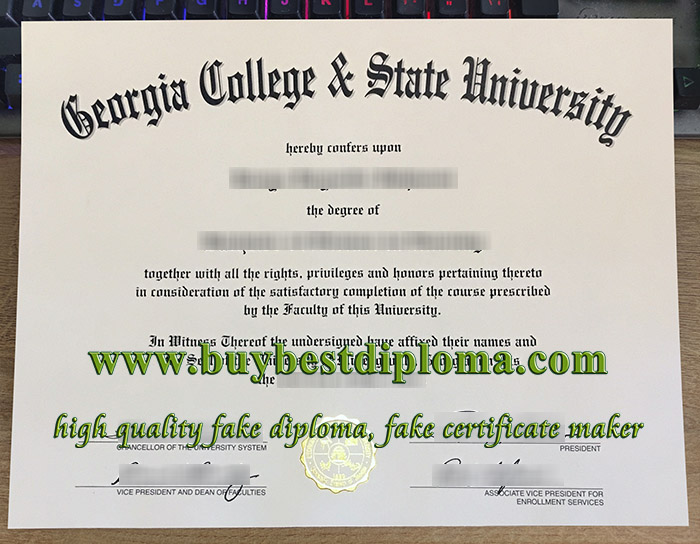 A S D F G H J K L
Georgia College & State University
hereby confers upon
the degree of
together with all the rights, privileges and honors pertaining thereto
in consideration of the satisfactory completion of the course prescribed
by the Faculty of this University.
In Witness Thereof the undersigned have affixed their names and
www.buybestdiploma.com
the
high quality fake diploma, fake certificate maker
CHANCELLOR OF THE UNIVERSITY SYSTEM
PRESIDENT
VICE PRESIDENT AND DEAN OF FACULTIES
ASSOCIATE VICE PRESIDENT FOR
ENROLLMENT SERVICES